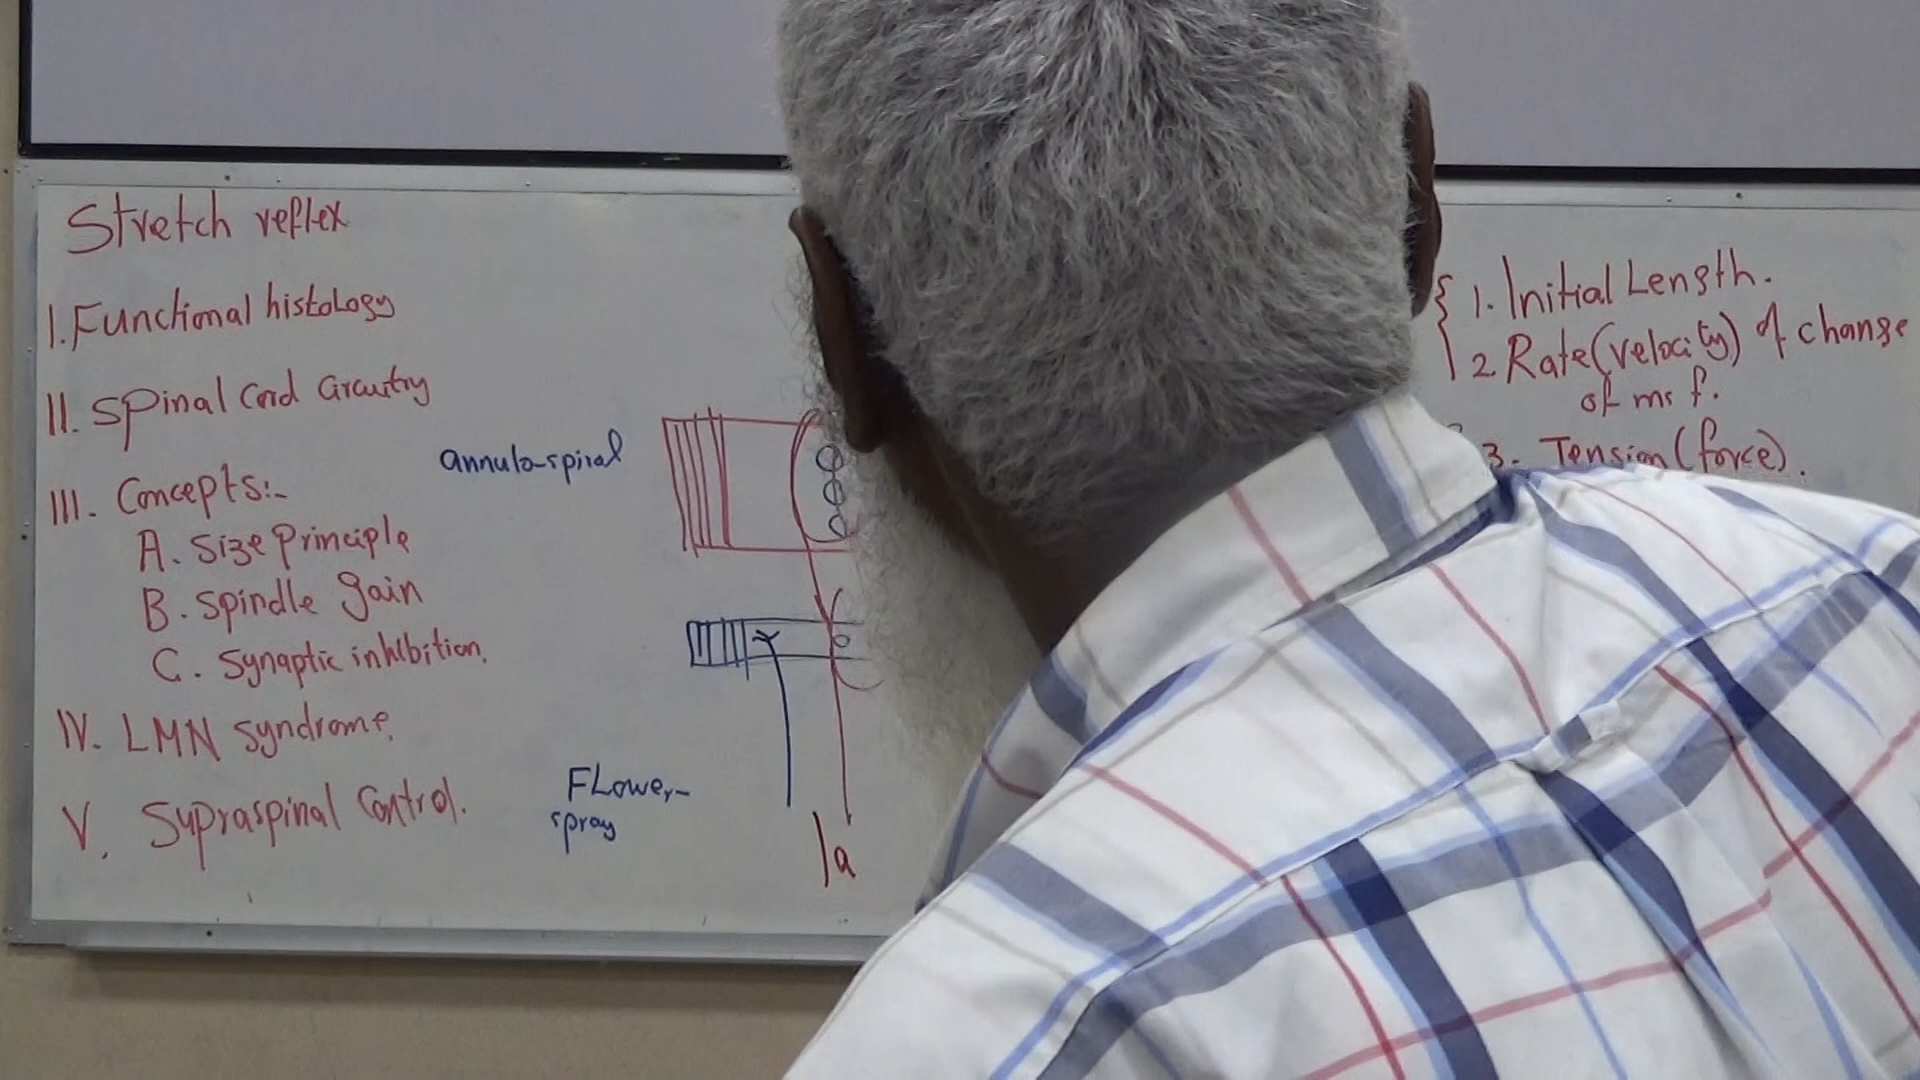 Stretch reflex
I. Functional histology
II. Spinal Cord Circuitry
III. Concepts:-
A. Size principle
B. Spindle gain
C. Synaptic inhibition.
IV. LMN syndrome.
V. Supraspinal Control.
annulo-spiral
Flower-
spray
Ia
1. Initial Length.
2. Rate (velocity) of change
of ms f.
3. Tension (force).